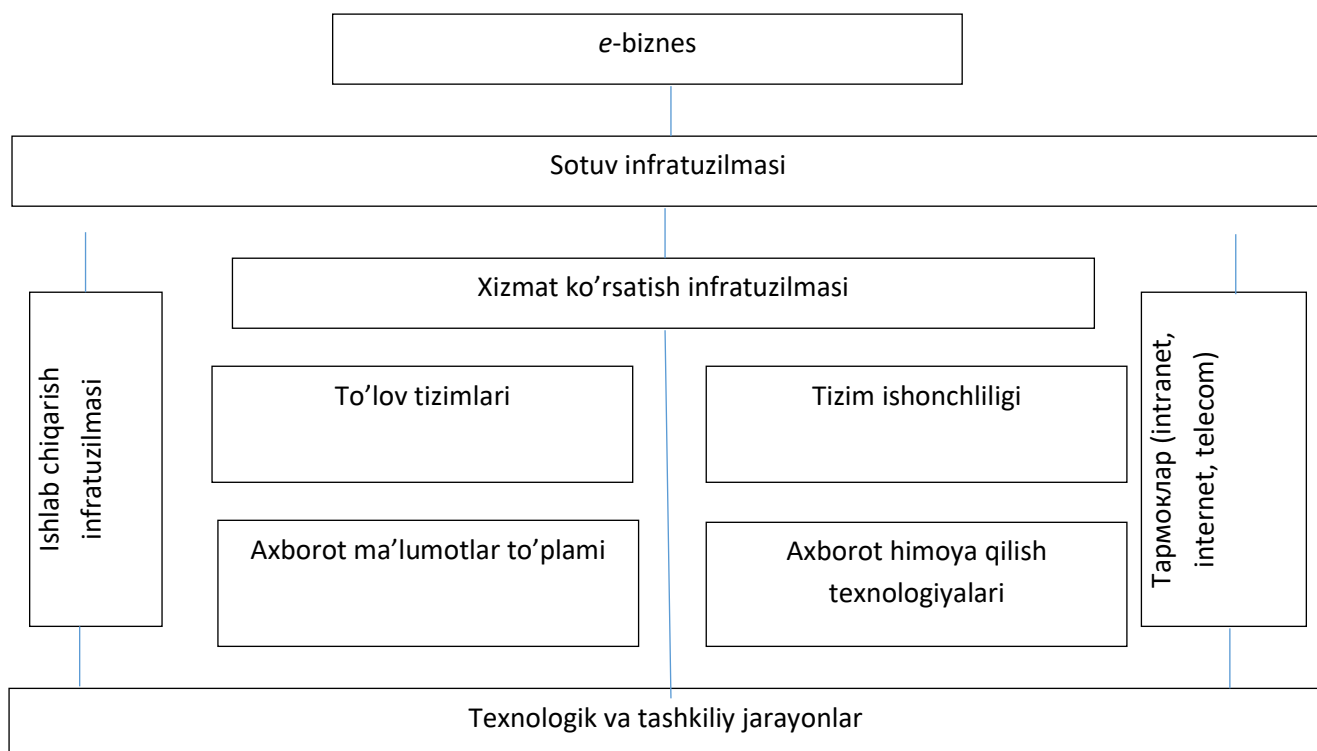 e-biznes
Sotuv infratuzilmasi
Xizmat ko’rsatish infratuzilmasi
Ishlab chiqarish
infratuzilmasi
To’lov tizimlari
Tizim ishonchliligi
Axborot ma’lumotlar to’plami
Axborot himoya qilish
texnologiyalari
Тармоклар (intranet,
internet, telecom)
Texnologik va tashkiliy jarayonlar